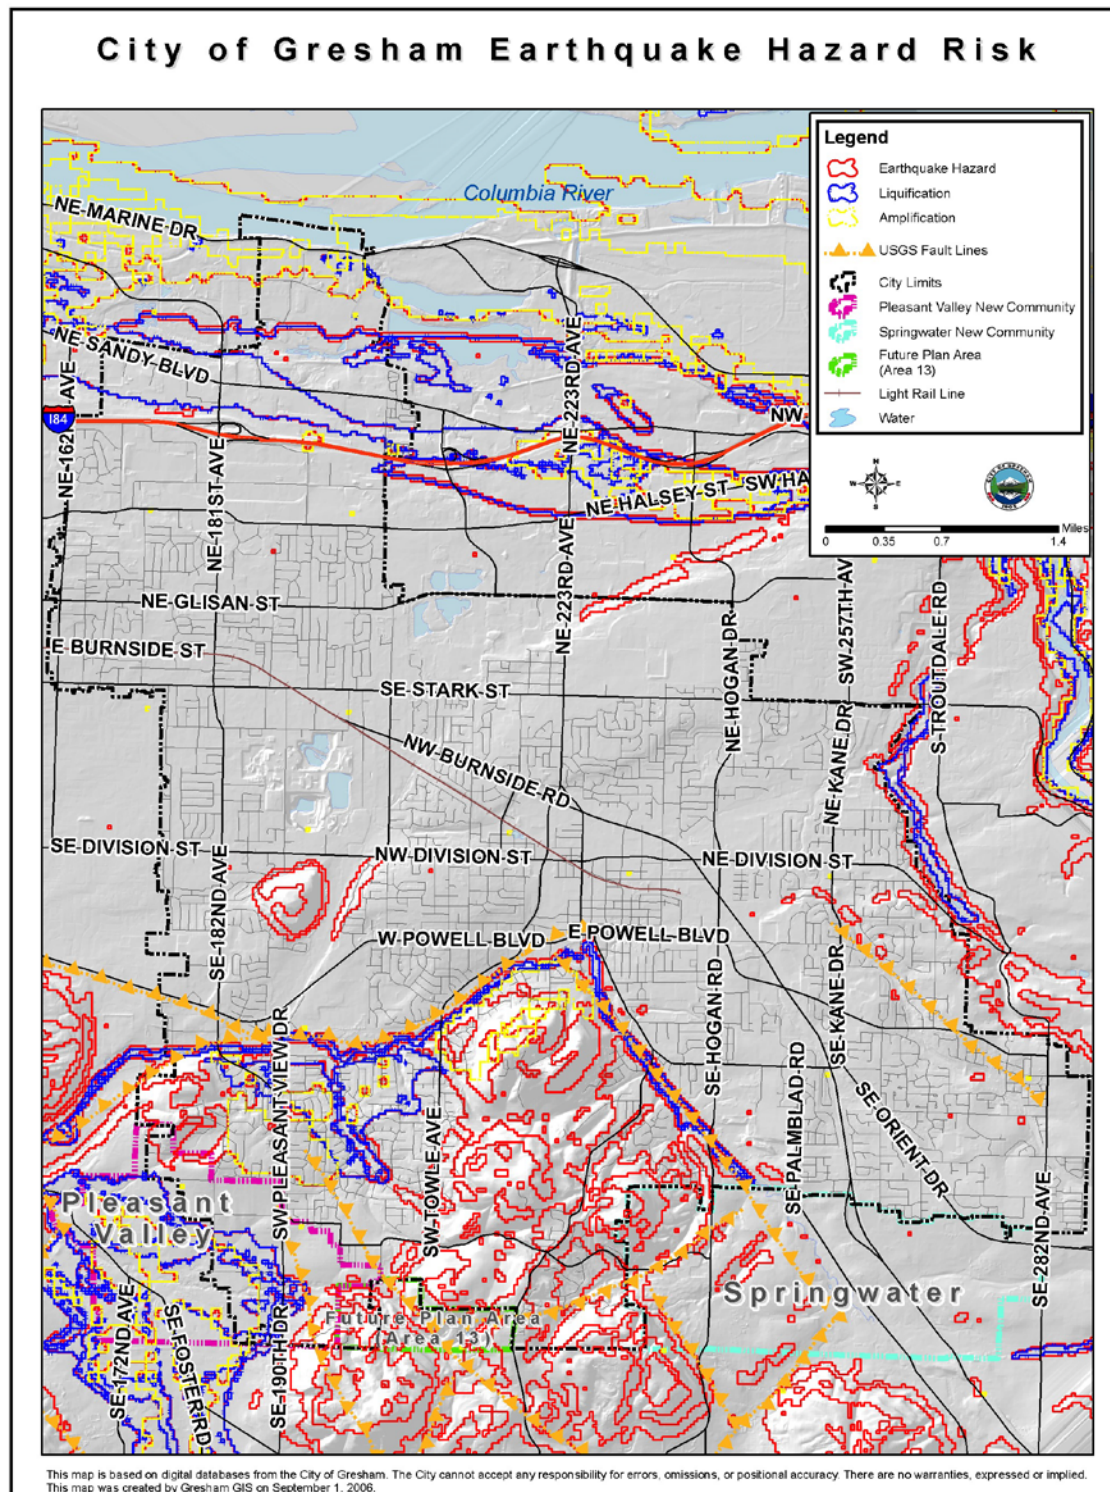 City of Gresham Earthquake Hazard Risk
Legend
Earthquake Hazard
Liquification
Amplification
USGS Fault Lines
City Limits
Pleasant Valley New Community
Springwater New Community
Future Plan Area
(Area 13)
Light Rail Line
Water
N
W E
S
Miles
0 0.35 0.7 1.4
Columbia River
NE-MARINE DR
NE SANDY-BLVD
NE-162 AVE
I84
NE-181ST-AVE
NE-223RD-AVE
NW
NE HALSEY-ST
SW HA
NE-223RD-AVE
NE-GLISAN ST
E BURNSIDE ST
SE-STARK ST
NW-BURNSIDE-RD
NE-HOGAN-DR
SW-257TH-AV
S-TROUTDALE-RD
NE-KANE DR
SE-DIVISION-ST
NW-DIVISION-ST
NE-DIVISION-ST
SE-182ND-AVE
W POWELL-BLVD
E POWELL-BLVD
SE-KANE DR
SE-HOGAN-RD
SW-PLEASANT-VIEW-DR
SW-TOWLE-AVE
SE-PALMBLAD-RD
SE-ORIENT-DR
SE-282ND-AVE
Pleasant
Valley
Springwater
Future Plan Area
(Area 13)
SE-172ND-AVE
SE-FOSTER-RD
SE-190TH-DR
This map is based on digital databases from the City of Gresham. The City cannot accept any responsibility for errors, omissions, or positional accuracy. There are no warranties, expressed or implied.
This map was created by Gresham GIS on September 1, 2006.